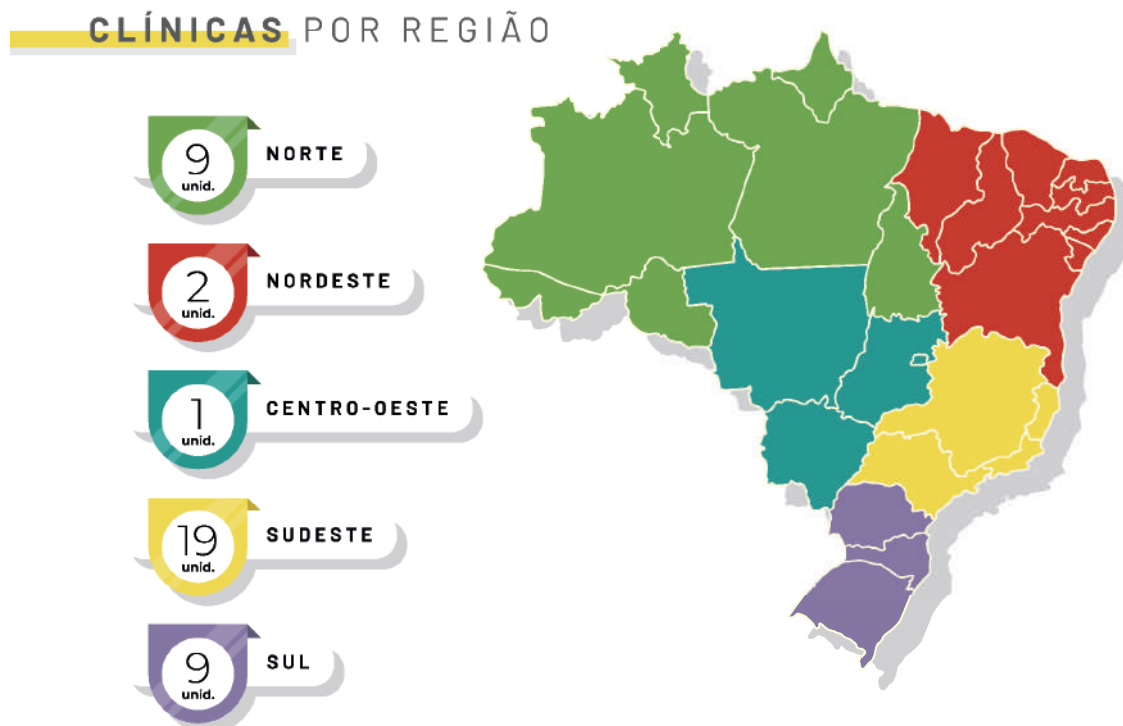 CLÍNICAS POR REGIÃO
9
unid.
NORTE
2
unid.
NORDESTE
1
unid.
CENTRO-OESTE
19
unid.
SUDESTE
9
unid.
SUL